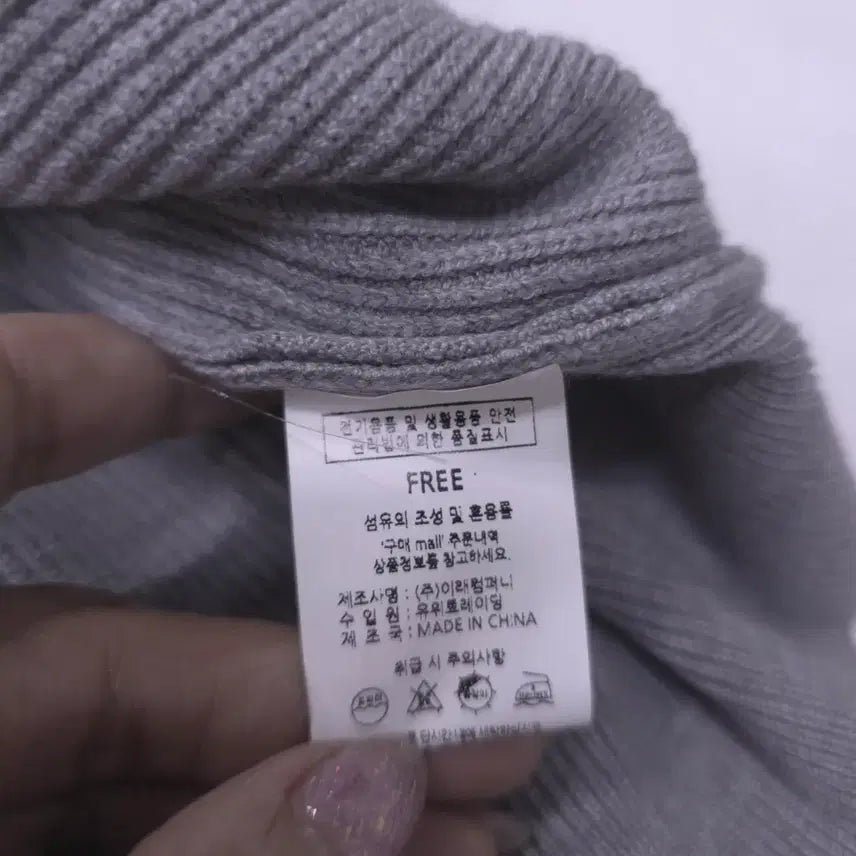 전기용품 및 생활용품 안전
관리법에 의한 품질표시
FREE
섬유의 조성 및 혼용률
'구매 mall' 주문내역
상품정보를 참고하세요.
제조사명 : (주)이래컴퍼니
수 입 원 : 유위트레이딩
제 조 국 : MADE IN CHINA
취급 시 주의사항